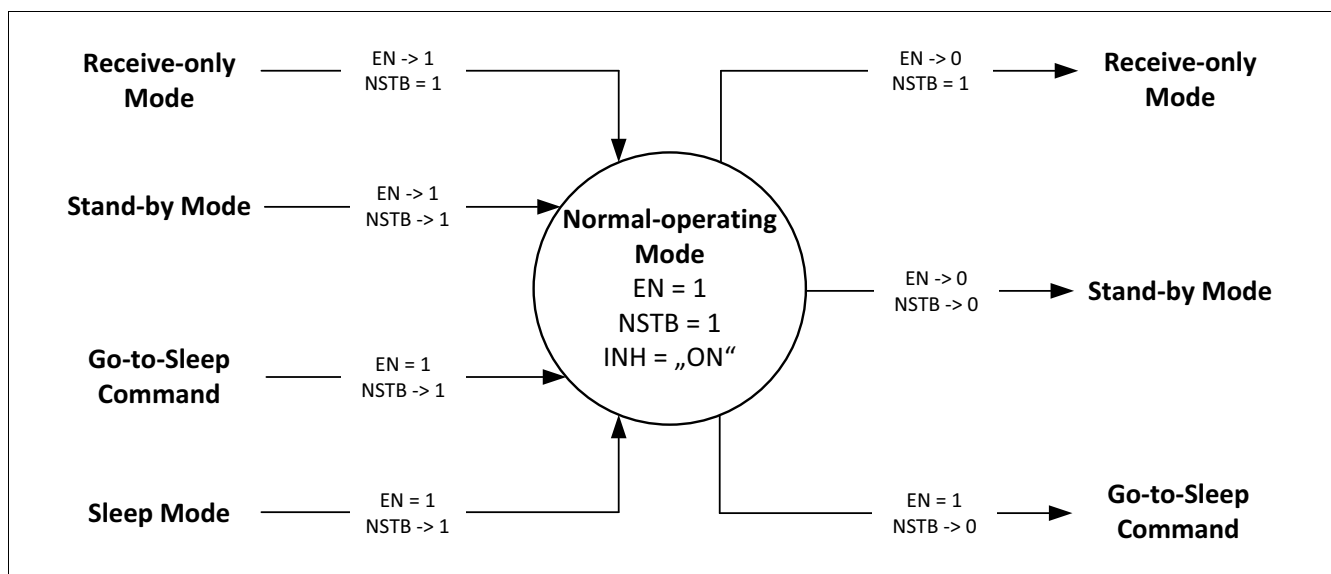 Receive-only
Mode
EN -> 1
NSTB = 1
EN -> 0
NSTB = 1
Receive-only
Mode
Stand-by Mode
EN -> 1
NSTB -> 1
Normal-operating
Mode
EN = 1
NSTB = 1
INH = „ON“
EN -> 0
NSTB -> 0
Stand-by Mode
Go-to-Sleep
Command
EN = 1
NSTB -> 1
Sleep Mode
EN = 1
NSTB -> 1
EN = 1
NSTB -> 0
Go-to-Sleep
Command